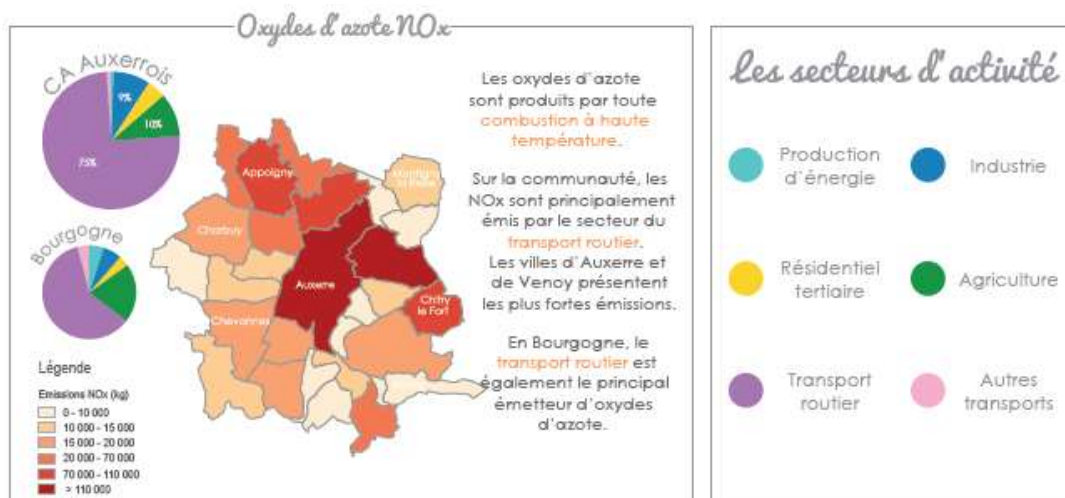 Oxydes d'azote NOx
CA Auxerrois
9%
10%
75%
Bourgogne
Appoigny
Montigny
la Resle
Charbuy
Auxerre
Chitry
le Fort
Chevannes
Légende
Emissions NOx (kg)
0 - 10 000
10 000 - 15 000
15 000 - 20 000
20 000 - 70 000
70 000 - 110 000
> 110 000
Les oxydes d'azote
sont produits par toute
combustion à haute
température.
Sur la communauté, les
NOx sont principalement
émis par le secteur du
transport routier.
Les villes d'Auxerre et
de Venoy présentent
les plus fortes émissions.
En Bourgogne, le
transport routier est
également le principal
émetteur d'oxydes
d'azote.
Les secteurs d'activité
Production
d'énergie
Industrie
Résidentiel
tertiaire
Agriculture
Transport
routier
Autres
transports